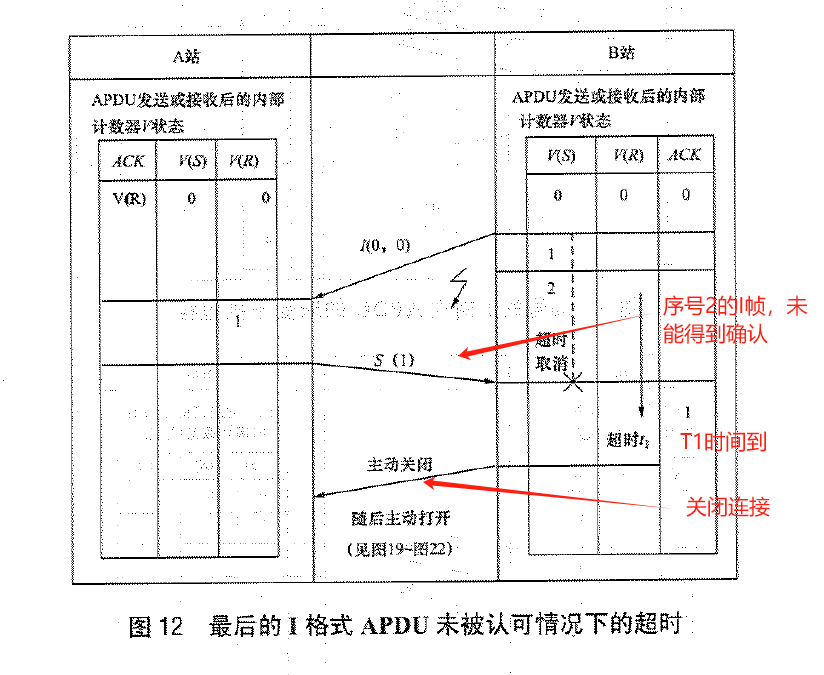 A站
B站
APDU发送或接收后的内部
计数器V状态
APDU发送或接收后的内部
计数器V状态
ACK V(S) V(R)
V(R) 0 0
V(S) V(R) ACK
0 0 0
I(0，0)
1
2
1
序号2的I帧，未
能得到确认
超时
取消
S（1）
1
超时t1
T1时间到
主动关闭
关闭连接
随后主动打开
（见图19~图22）
图 12 最后的 I 格式 APDU 未被认可情况下的超时